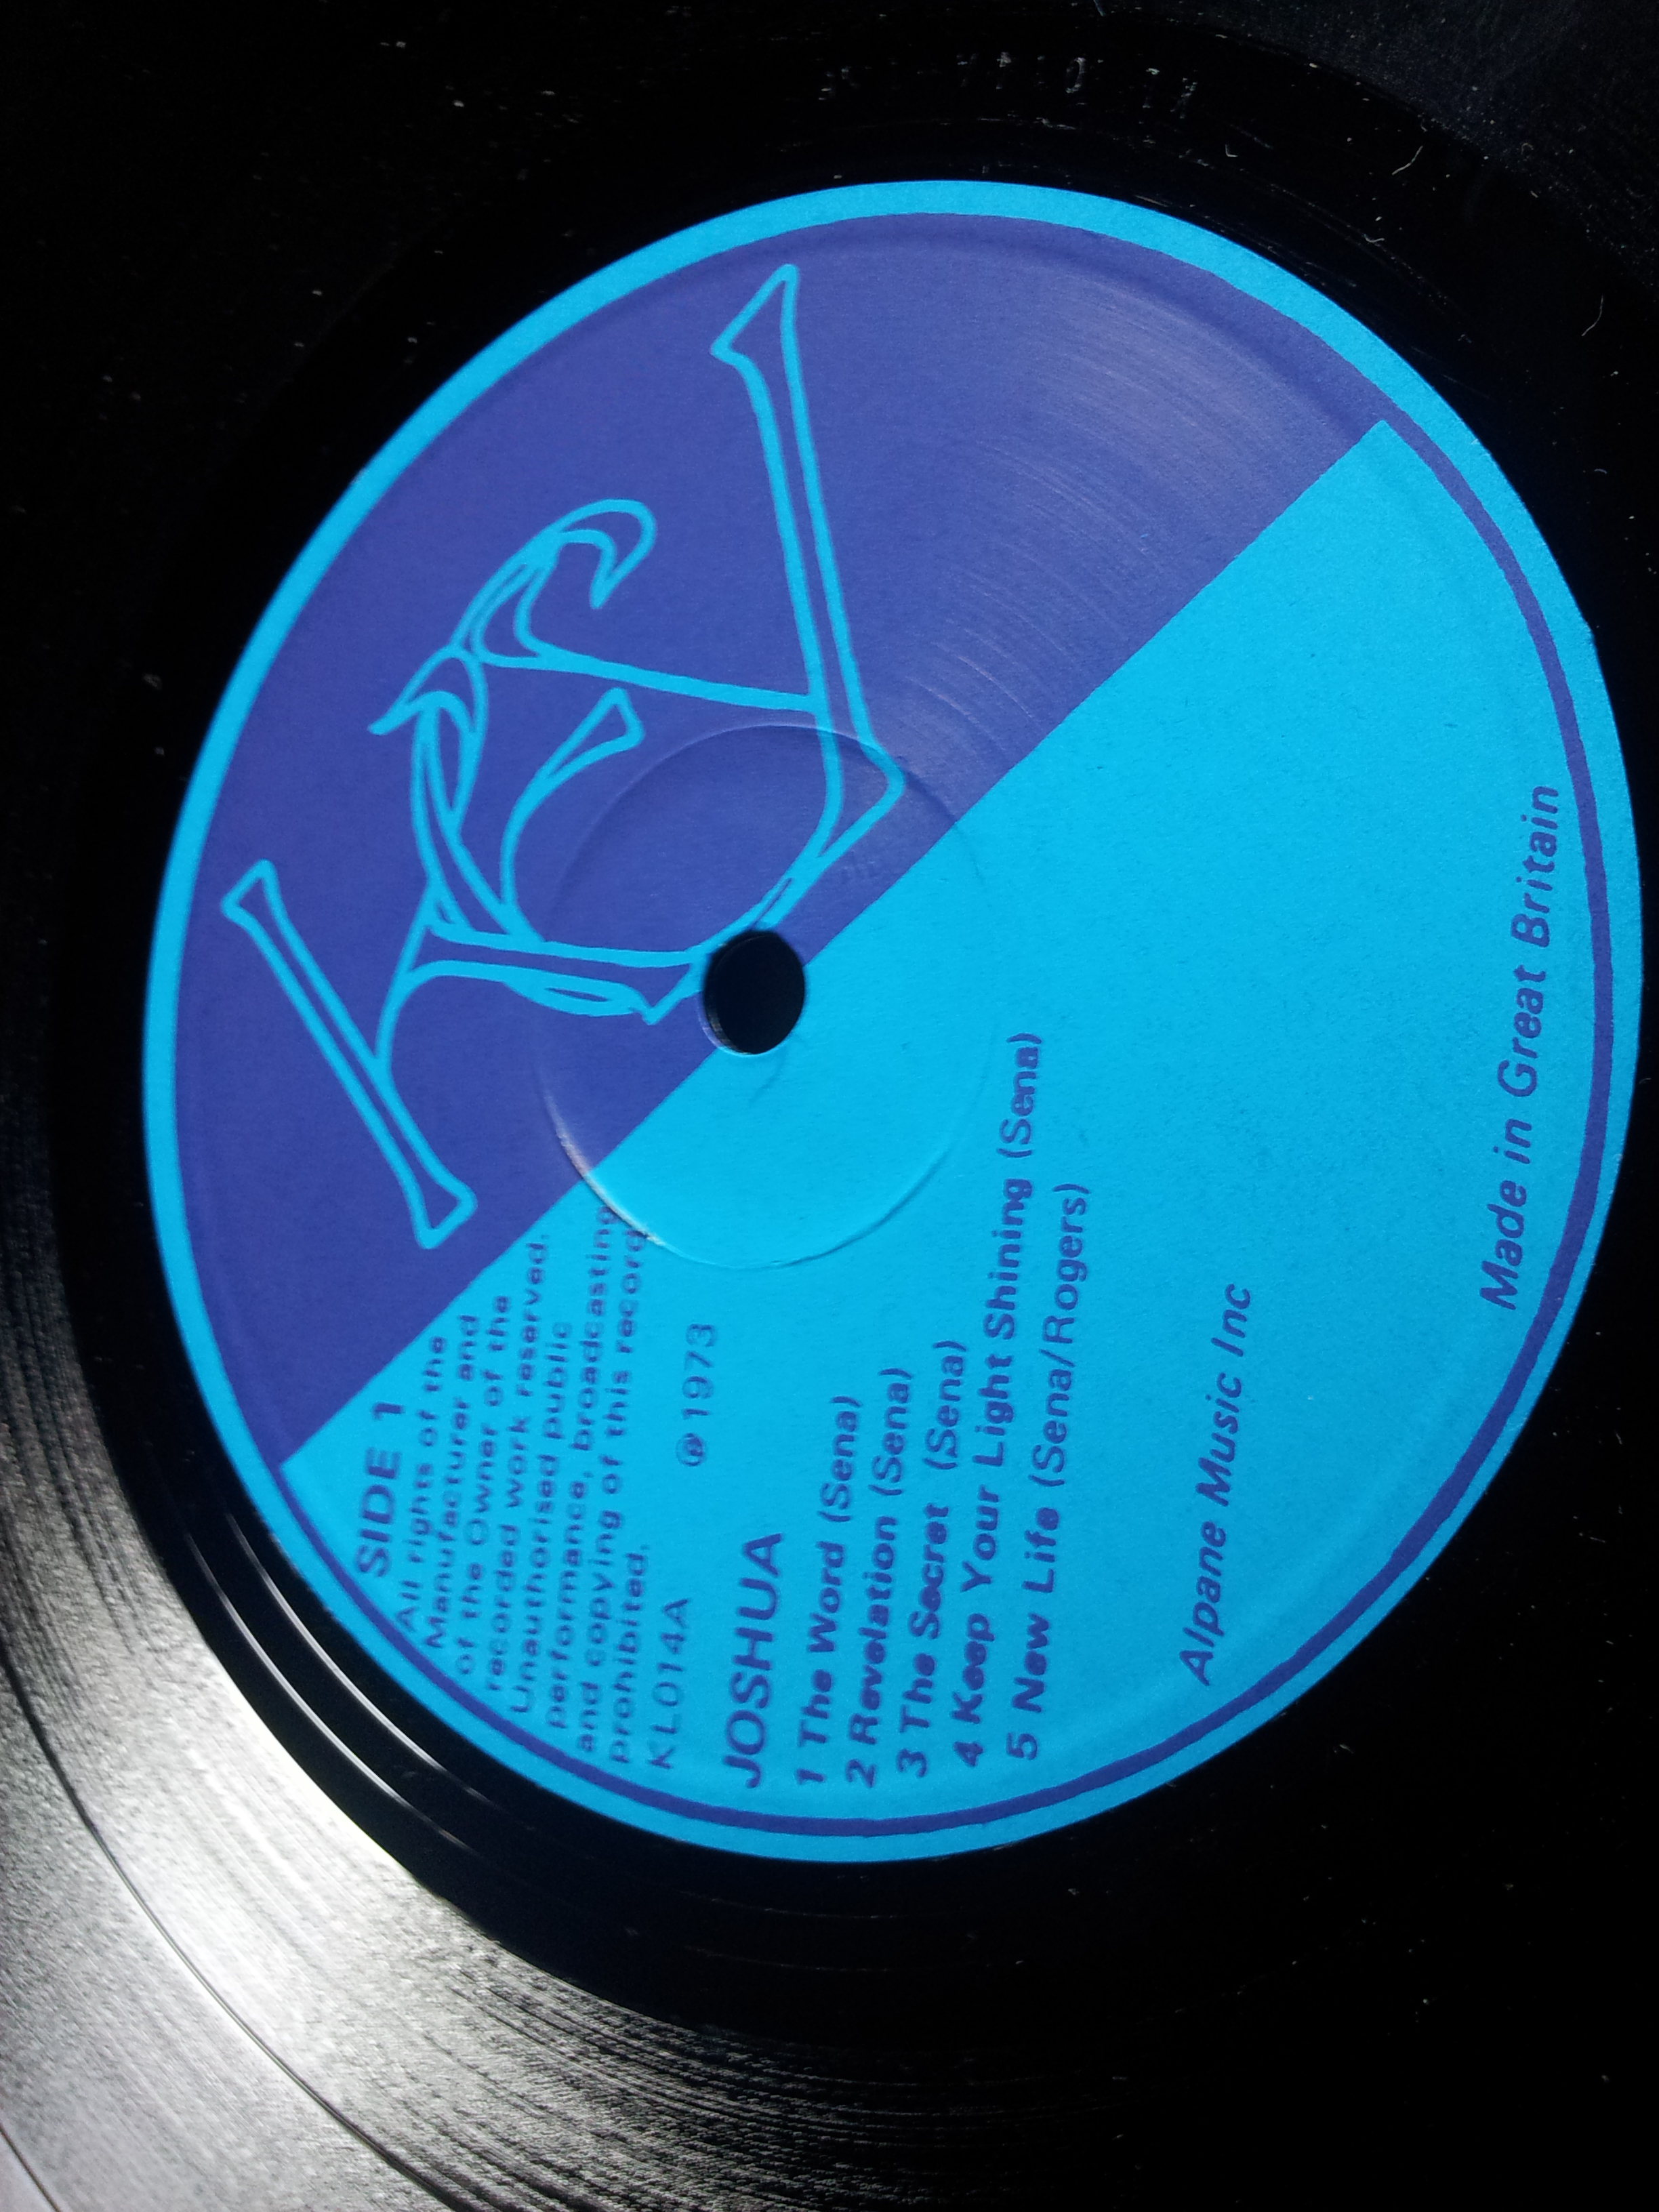 SIDE 1
All rights of the
Manufacturer and
of the Owner of the
recorded work reserved.
Unauthorised public
performance, broadcasting
and copying of this record
prohibited.
KL014A ℗1973
JOSHUA
1 The Word (Sena)
2 Revelation (Sena)
3 The Secret (Sena)
4 Keep Your Light Shining (Sena)
5 New Life (Sena/Rogers)
Alpane Music Inc
Made in Great Britain